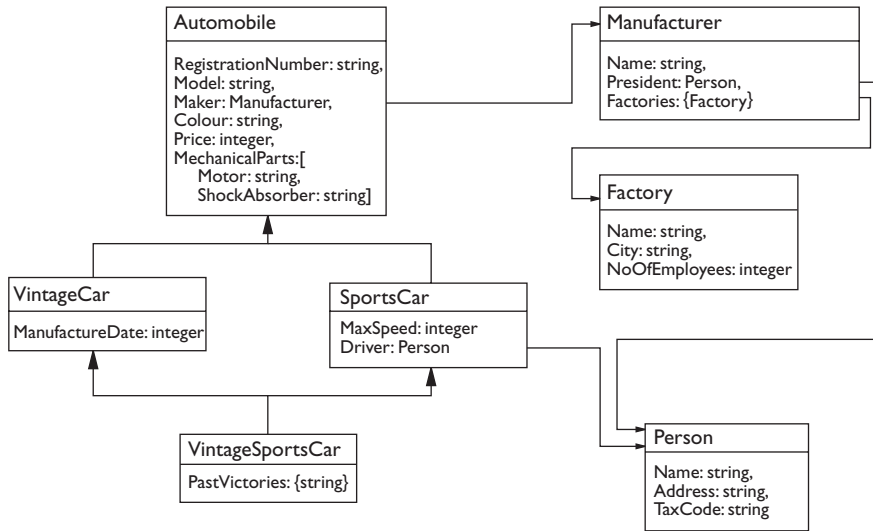 Automobile
RegistrationNumber: string,
Model: string,
Maker: Manufacturer,
Colour: string,
Price: integer,
MechanicalParts:[
Motor: string,
ShockAbsorber: string]
Manufacturer
Name: string,
President: Person,
Factories: {Factory}
Factory
Name: string,
City: string,
NoOfEmployees: integer
VintageCar
ManufactureDate: integer
SportsCar
MaxSpeed: integer
Driver: Person
VintageSportsCar
PastVictories: {string}
Person
Name: string,
Address: string,
TaxCode: string